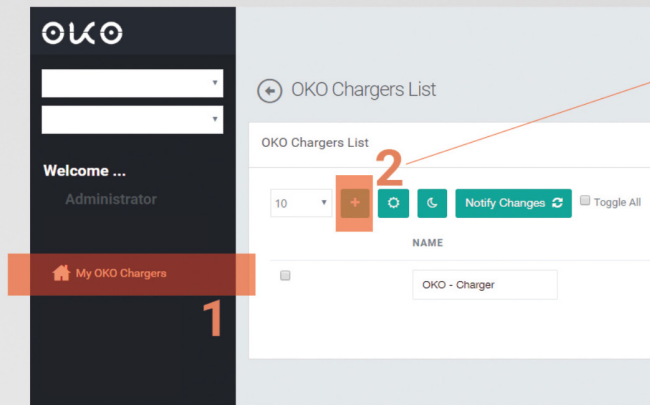 OKO
Welcome ...
Administrator
My OKO Chargers
1
OKO Chargers List
OKO Chargers List
2
10 + Notify Changes Toggle All
NAME
OKO - Charger